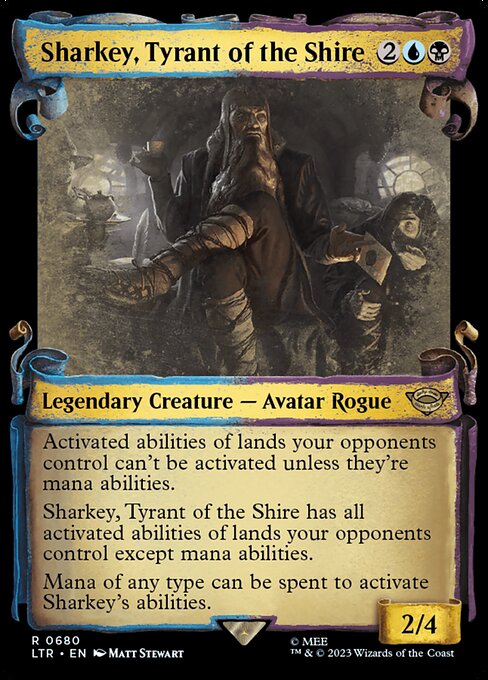 Sharkey, Tyrant of the Shire 2
Legendary Creature — Avatar Rogue
Activated abilities of lands your opponents
control can't be activated unless they're
mana abilities.
Sharkey, Tyrant of the Shire has all
activated abilities of lands your opponents
control except mana abilities.
Mana of any type can be spent to activate
Sharkey's abilities.
2/4
R 0680
LTR • EN Matt Stewart
© MEE
™ & © 2023 Wizards of the Coast